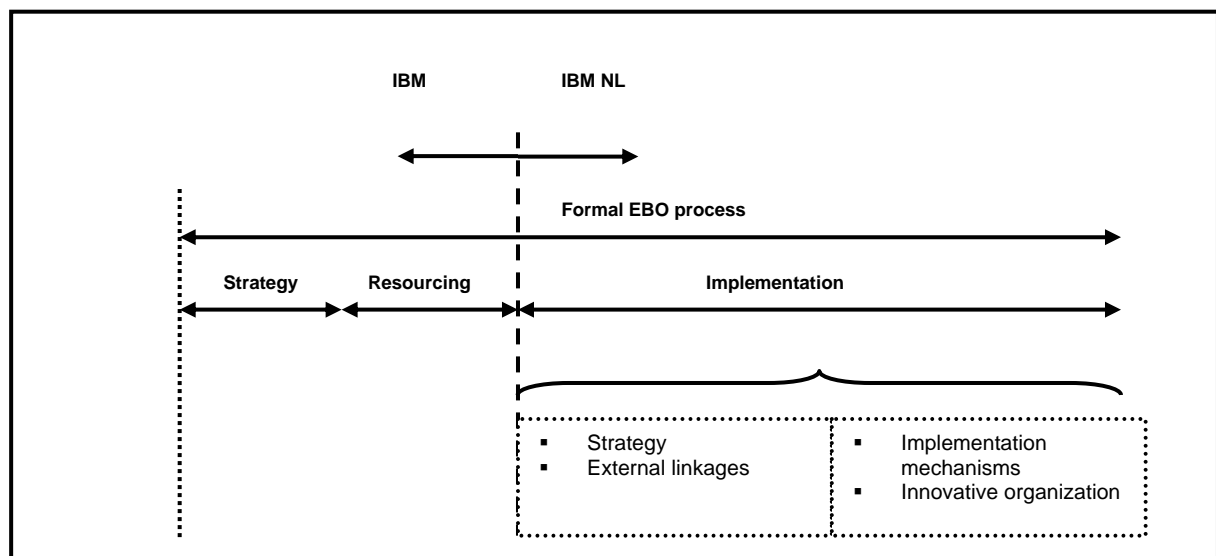 IBM IBM NL
Formal EBO process
Strategy Resourcing Implementation
▪ Strategy
▪ External linkages
▪ Implementation
mechanisms
▪ Innovative organization